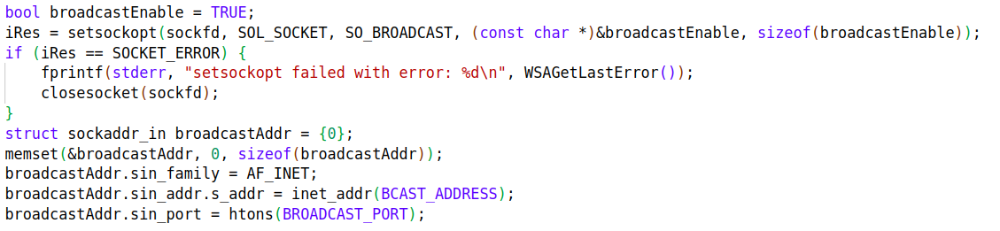 bool broadcastEnable = TRUE;
iRes = setsockopt(sockfd, SOL_SOCKET, SO_BROADCAST, (const char *)&broadcastEnable, sizeof(broadcastEnable));
if (iRes == SOCKET_ERROR) {
    fprintf(stderr, "setsockopt failed with error: %d\n", WSAGetLastError());
    closesocket(sockfd);
}
struct sockaddr_in broadcastAddr = {0};
memset(&broadcastAddr, 0, sizeof(broadcastAddr));
broadcastAddr.sin_family = AF_INET;
broadcastAddr.sin_addr.s_addr = inet_addr(BCAST_ADDRESS);
broadcastAddr.sin_port = htons(BROADCAST_PORT);